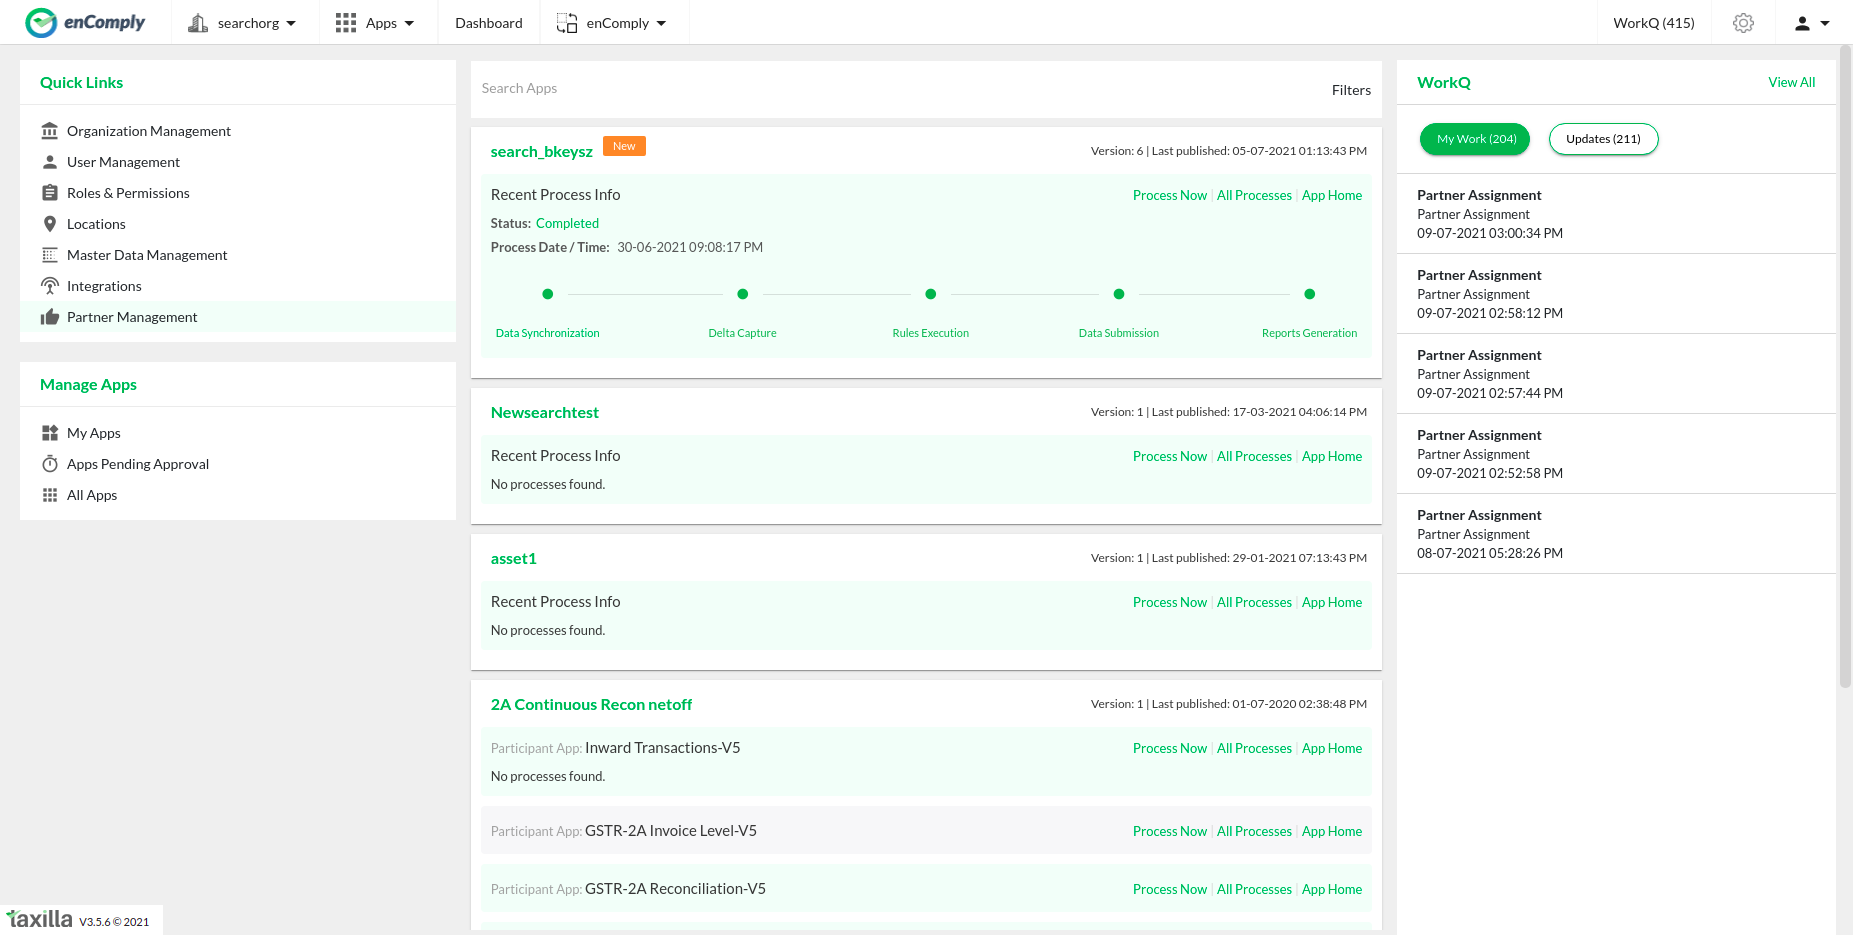 enComply
searchorg
Apps
Dashboard
enComply
WorkQ (415)
Quick Links
Organization Management
User Management
Roles & Permissions
Locations
Master Data Management
Integrations
Partner Management
Manage Apps
My Apps
Apps Pending Approval
All Apps
Search Apps
Filters
search_bkeysz
New
Version: 6 | Last published: 05-07-2021 01:13:43 PM
Recent Process Info
Process Now | All Processes | App Home
Status: Completed
Process Date / Time: 30-06-2021 09:08:17 PM
Data Synchronization
Delta Capture
Rules Execution
Data Submission
Reports Generation
Newsearchtest
Version: 1 | Last published: 17-03-2021 04:06:14 PM
Recent Process Info
Process Now | All Processes | App Home
No processes found.
asset1
Version: 1 | Last published: 29-01-2021 07:13:43 PM
Recent Process Info
Process Now | All Processes | App Home
No processes found.
2A Continuous Recon netoff
Version: 1 | Last published: 01-07-2020 02:38:48 PM
Participant App: Inward Transactions-V5
Process Now | All Processes | App Home
No processes found.
Participant App: GSTR-2A Invoice Level-V5
Process Now | All Processes | App Home
Participant App: GSTR-2A Reconciliation-V5
Process Now | All Processes | App Home
WorkQ
View All
My Work (204)
Updates (211)
Partner Assignment
Partner Assignment
09-07-2021 03:00:34 PM
Partner Assignment
Partner Assignment
09-07-2021 02:58:12 PM
Partner Assignment
Partner Assignment
09-07-2021 02:57:44 PM
Partner Assignment
Partner Assignment
09-07-2021 02:52:58 PM
Partner Assignment
Partner Assignment
08-07-2021 05:28:26 PM
taxilla V3.5.6 © 2021